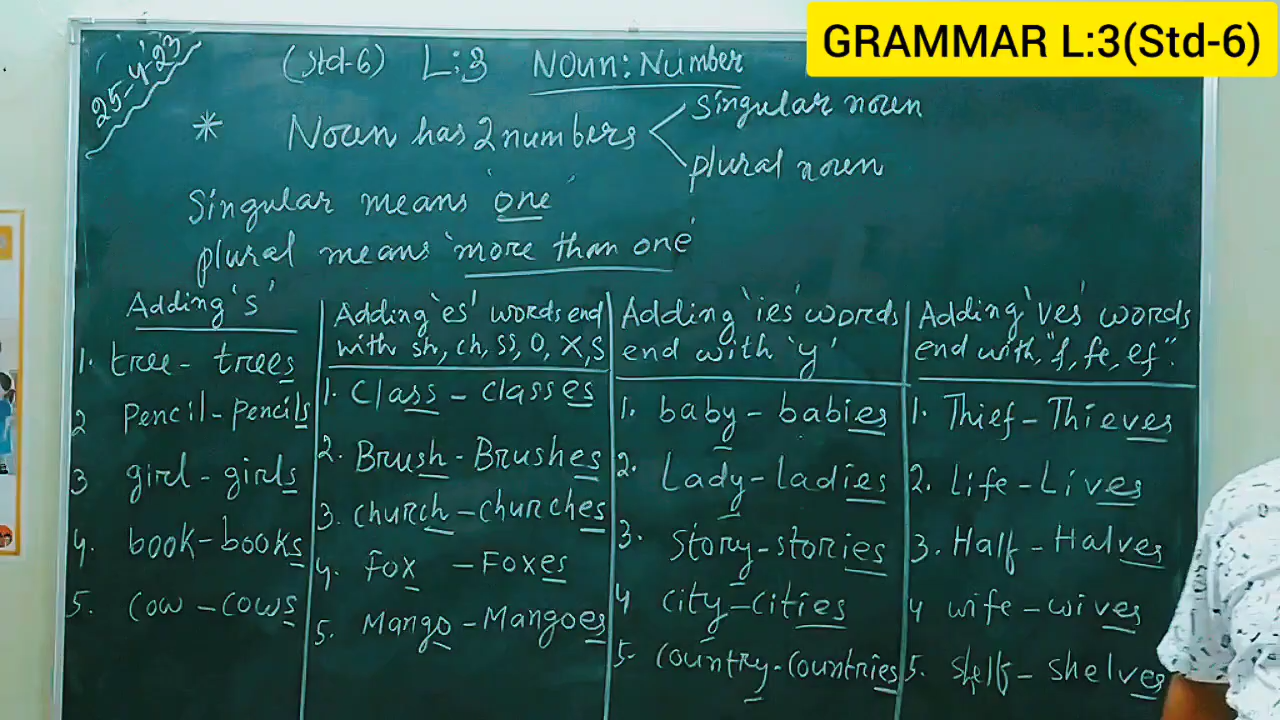 GRAMMAR L:3(Std-6)
25-4-23
(Std-6) L:3 Noun: Number
* Noun has 2 numbers
Singular noun
plural noun
Singular means 'one'
plural means 'more than one'
Adding 's'
1. tree - trees
2 Pencil - pencils
3 girl - girls
4. book - books
5. cow - cows
Adding 'es' words end
with sh, ch, ss, o, x, s
1. Class - classes
2. Brush - Brushes
3. church - churches
4. Fox - Foxes
5. Mango - Mangoes
Adding 'ies' words
end with 'y'
1. baby - babies
2. Lady - ladies
3. Story - stories
4 city - cities
5- country - countries
Adding 'ves' words
end with, "f, fe, ef".
1. Thief - Thieves
2. life - Lives
3. Half - Halves
4 wife - wives
5. shelf - shelves